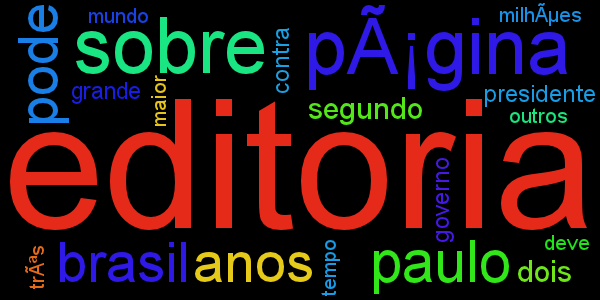 mundo
milhÃµes
pode
sobre
contra
pÃ¡gina
grande
maior
segundo
presidente
outros
editoria
governo
trÃªs
brasil
anos
tempo
paulo
deve
dois